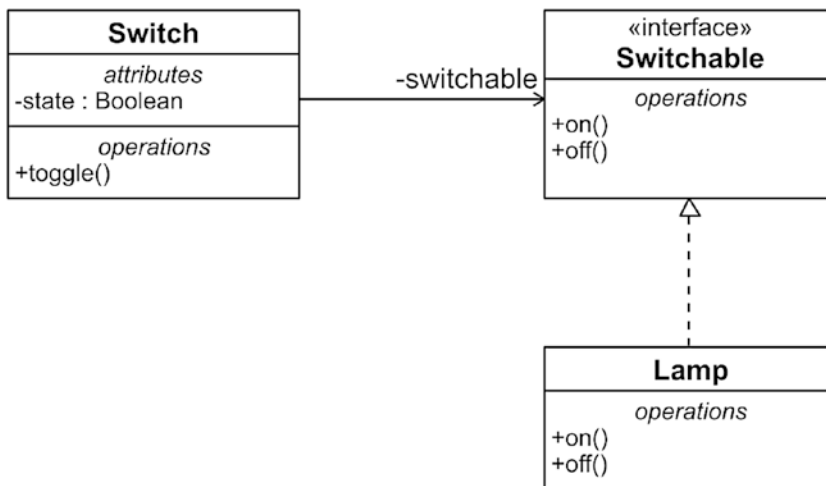 Switch
attributes
-state : Boolean
operations
+toggle()
-switchable
«interface»
Switchable
operations
+on()
+off()
Lamp
operations
+on()
+off()